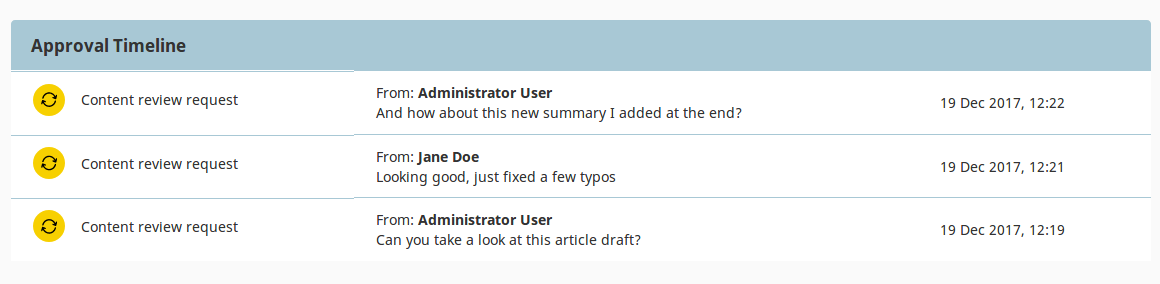 Approval Timeline
Content review request
From: Administrator User
And how about this new summary I added at the end?
19 Dec 2017, 12:22
Content review request
From: Jane Doe
Looking good, just fixed a few typos
19 Dec 2017, 12:21
Content review request
From: Administrator User
Can you take a look at this article draft?
19 Dec 2017, 12:19